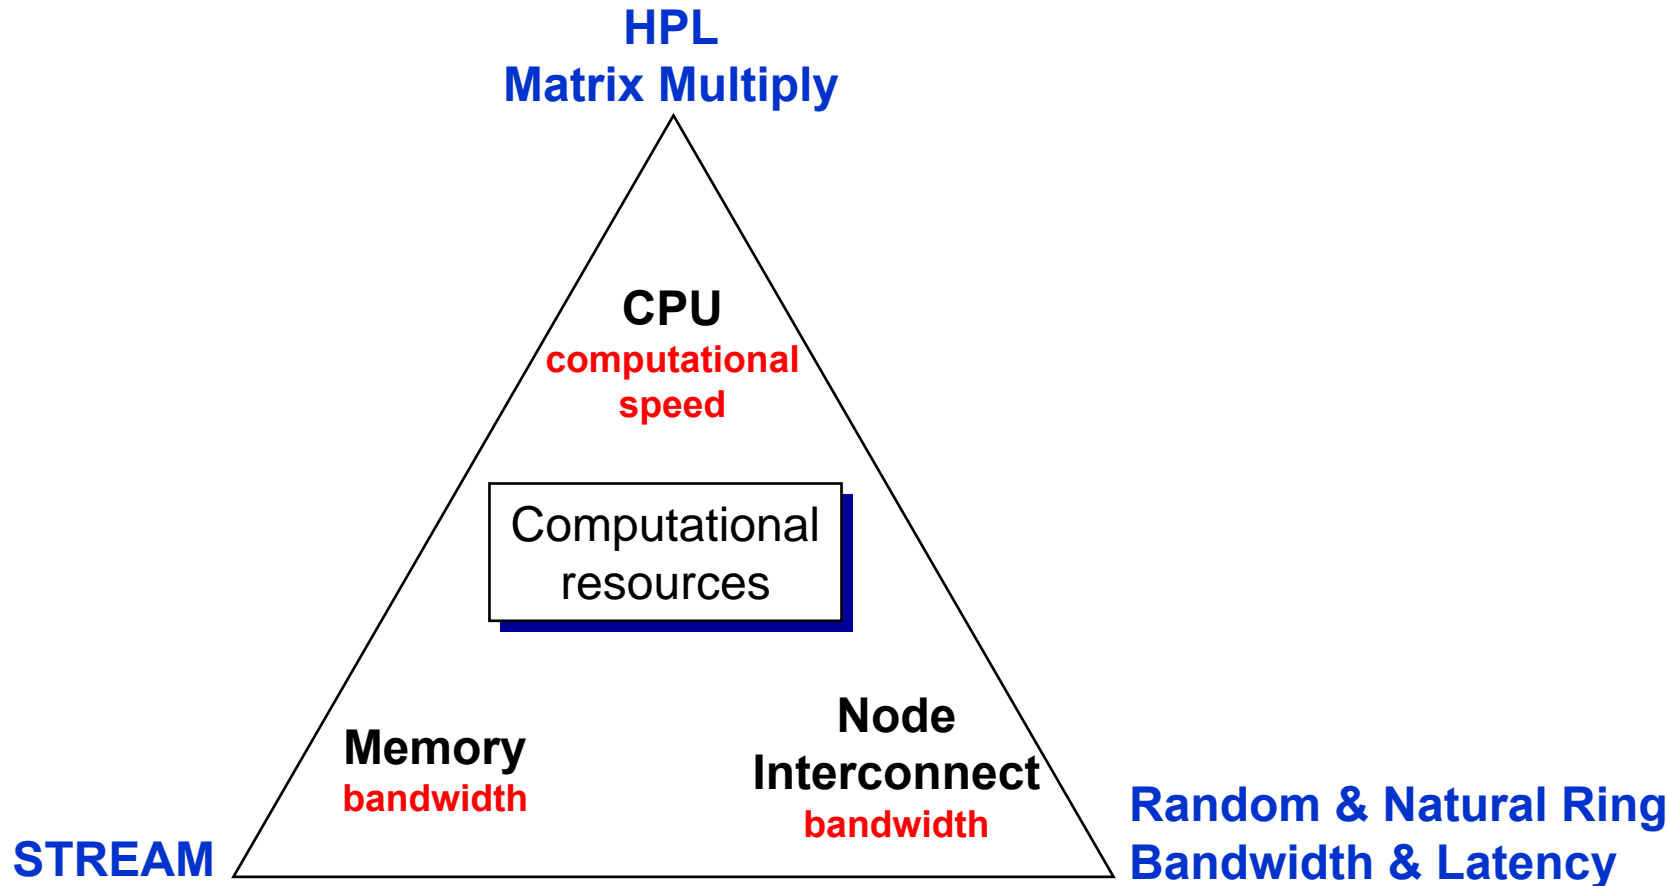 HPL
Matrix Multiply
CPU
computational
speed
Computational
resources
Memory
bandwidth
Node
Interconnect
bandwidth
STREAM
Random & Natural Ring
Bandwidth & Latency